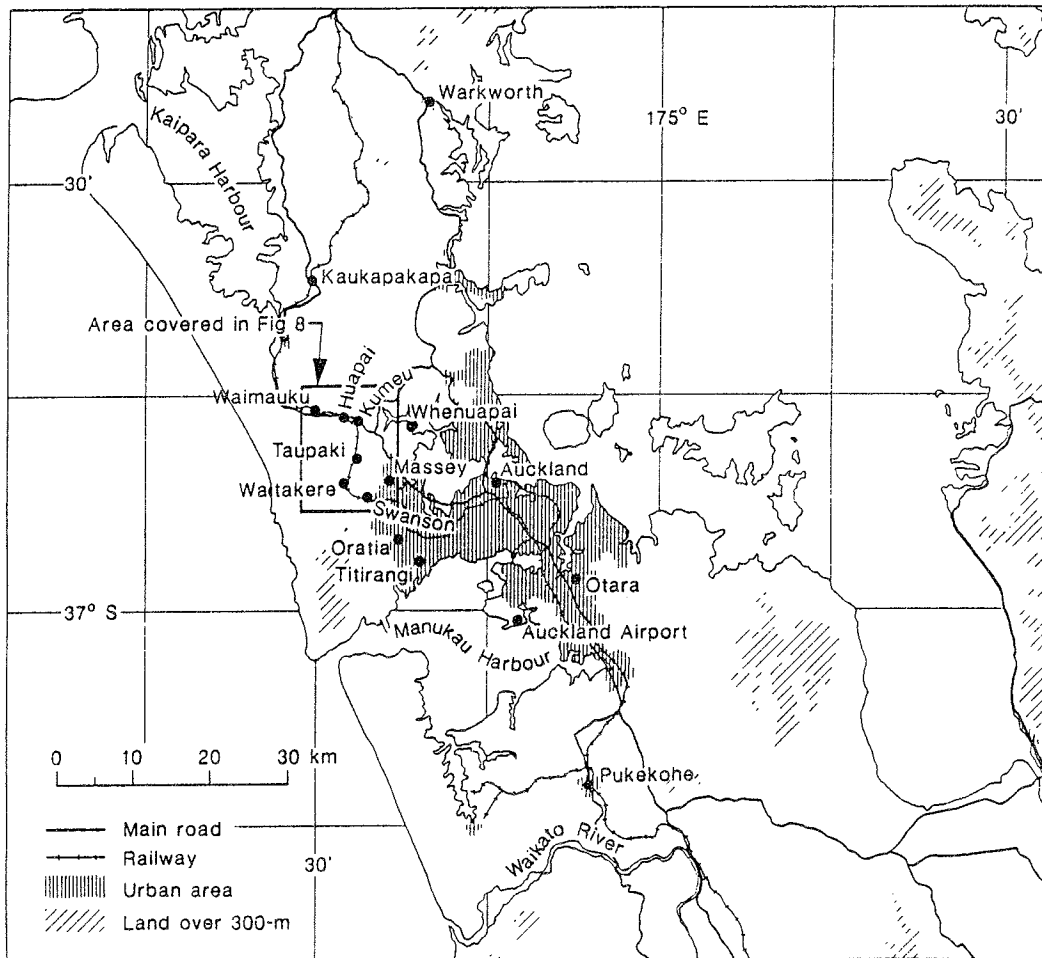 Warkworth
175° E
30'
Kaipara Harbour
30'
Kaukapakapa
Area covered in Fig 8
Waimauku
Huapai
Kumeu
Whenuapai
Taupaki
Massey
Auckland
Waitakere
Swanson
Oratia
Titirangi
Otara
37° S
Auckland Airport
Manukau Harbour
0 10 20 30 km
Pukekohe
Main road
Railway
30'
Waikato River
Urban area
Land over 300-m